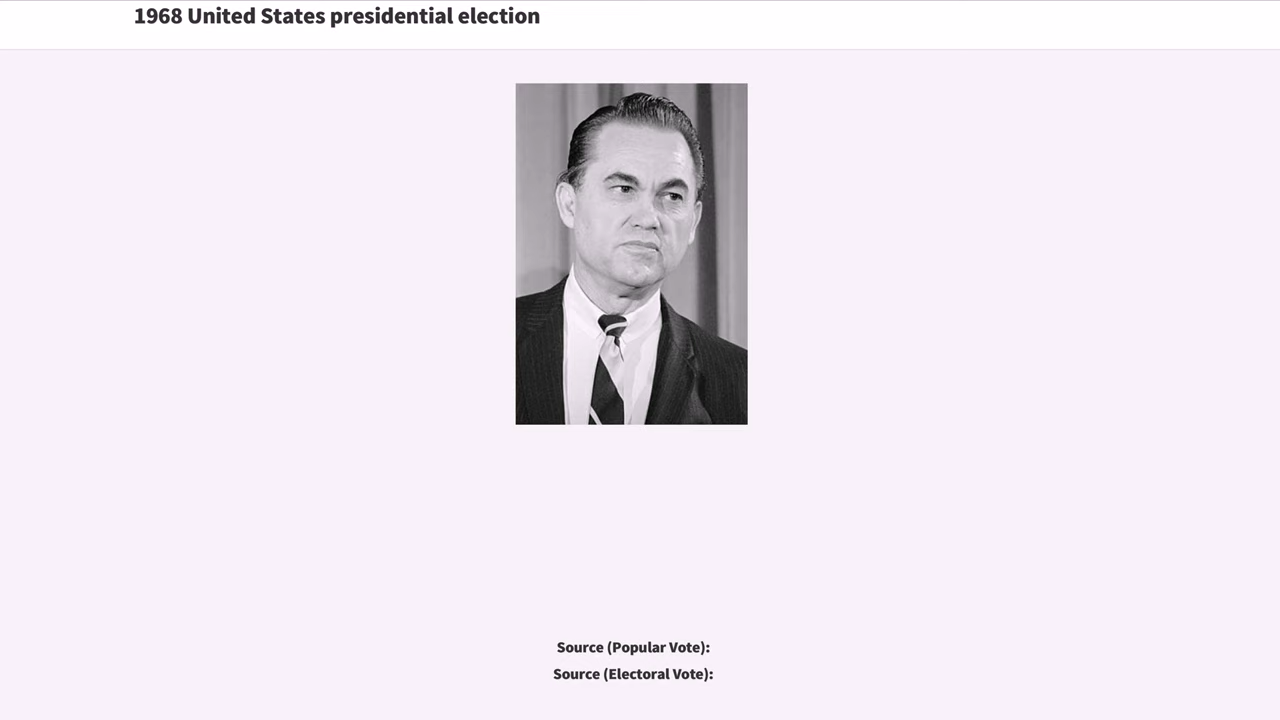 1968 United States presidential election
Source (Popular Vote):
Source (Electoral Vote):